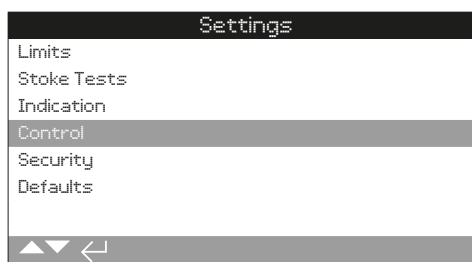 Settings
Limits
Stoke Tests
Indication
Control
Security
Defaults